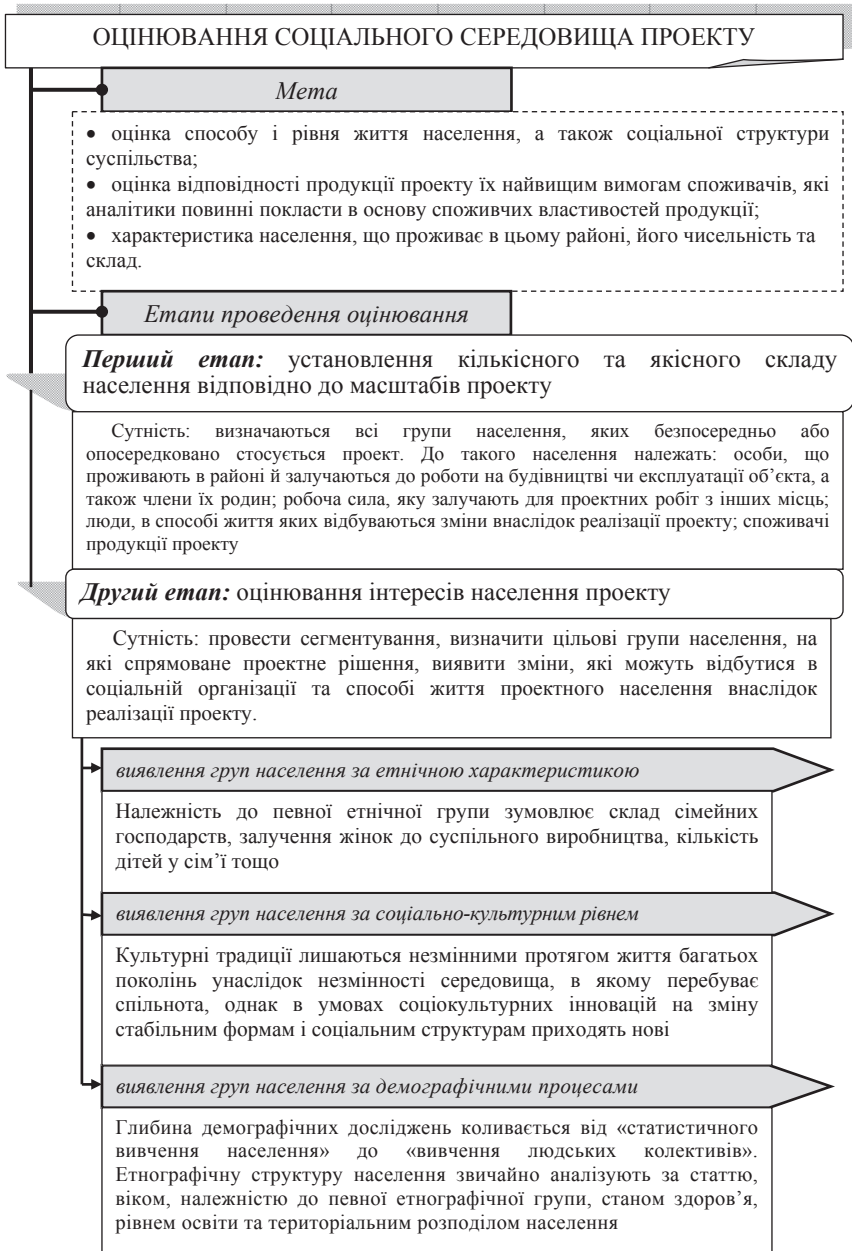 ОЦІНЮВАННЯ СОЦІАЛЬНОГО СЕРЕДОВИЩА ПРОЕКТУ
Мета
• оцінка способу і рівня життя населення, а також соціальної структури
суспільства;
• оцінка відповідності продукції проекту їх найвищим вимогам споживачів, які
аналітики повинні покласти в основу споживчих властивостей продукції;
• характеристика населення, що проживає в цьому районі, його чисельність та
склад.
Етапи проведення оцінювання
Перший етап: установлення кількісного та якісного складу
населення відповідно до масштабів проекту
Сутність: визначаються всі групи населення, яких безпосередньо або
опосередковано стосується проект. До такого населення належать: особи, що
проживають в районі й залучаються до роботи на будівництві чи експлуатації об’єкта, а
також члени їх родин; робоча сила, яку залучають для проектних робіт з інших місць;
люди, в способі життя яких відбуваються зміни внаслідок реалізації проекту; споживачі
продукції проекту
Другий етап: оцінювання інтересів населення проекту
Сутність: провести сегментування, визначити цільові групи населення, на
які спрямоване проектне рішення, виявити зміни, які можуть відбутися в
соціальній організації та способі життя проектного населення внаслідок
реалізації проекту.
виявлення груп населення за етнічною характеристикою
Належність до певної етнічної групи зумовлює склад сімейних
господарств, залучення жінок до суспільного виробництва, кількість
дітей у сім’ї тощо
виявлення груп населення за соціально-культурним рівнем
Культурні традиції лишаються незмінними протягом життя багатьох
поколінь унаслідок незмінності середовища, в якому перебуває
спільнота, однак в умовах соціокультурних інновацій на зміну
стабільним формам і соціальним структурам приходять нові
виявлення груп населення за демографічними процесами
Глибина демографічних досліджень коливається від «статистичного
вивчення населення» до «вивчення людських колективів».
Етнографічну структуру населення звичайно аналізують за статтю,
віком, належністю до певної етнографічної групи, станом здоров’я,
рівнем освіти та територіальним розподілом населення